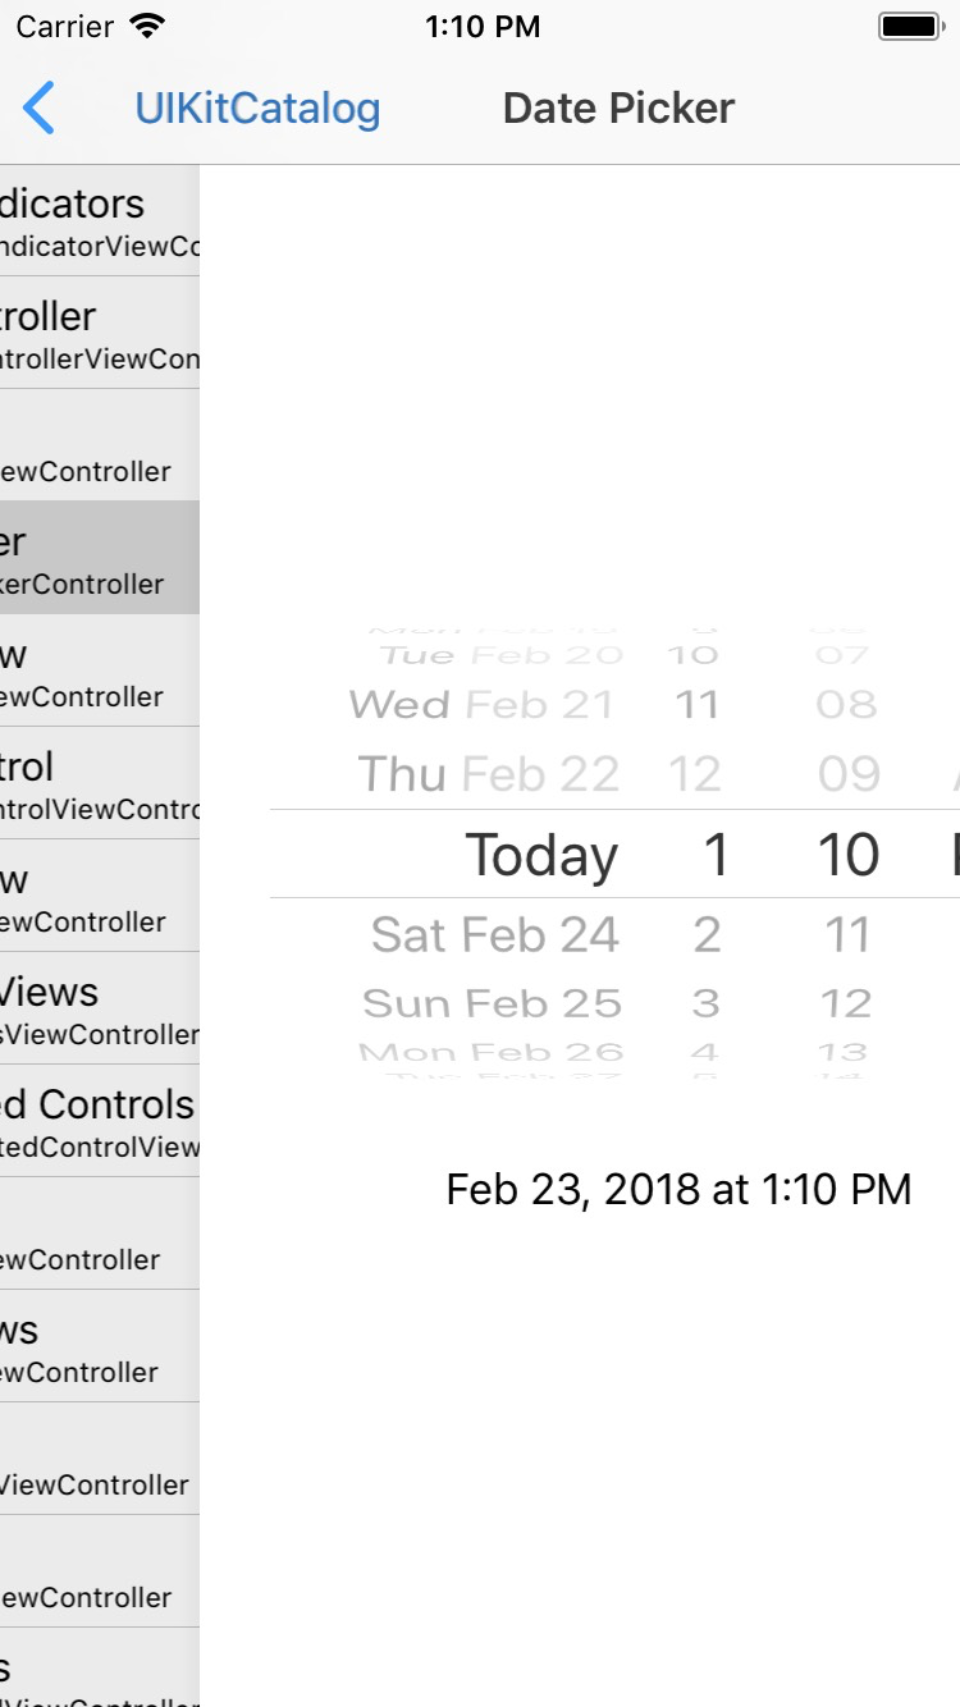 Carrier 1:10 PM
UIKitCatalog Date Picker
dicators
ndicatorViewCo
troller
ntrollerViewCon
ewController
er
kerController
w
ewController
trol
ntrolViewContro
w
ewController
Views
sViewController
ed Controls
tedControlView
ewController
ws
ewController
ViewController
ewController
s
Tue Feb 20 10 07
Wed Feb 21 11 08
Thu Feb 22 12 09
Today 1 10
Sat Feb 24 2 11
Sun Feb 25 3 12
Mon Feb 26 4 13
Feb 23, 2018 at 1:10 PM